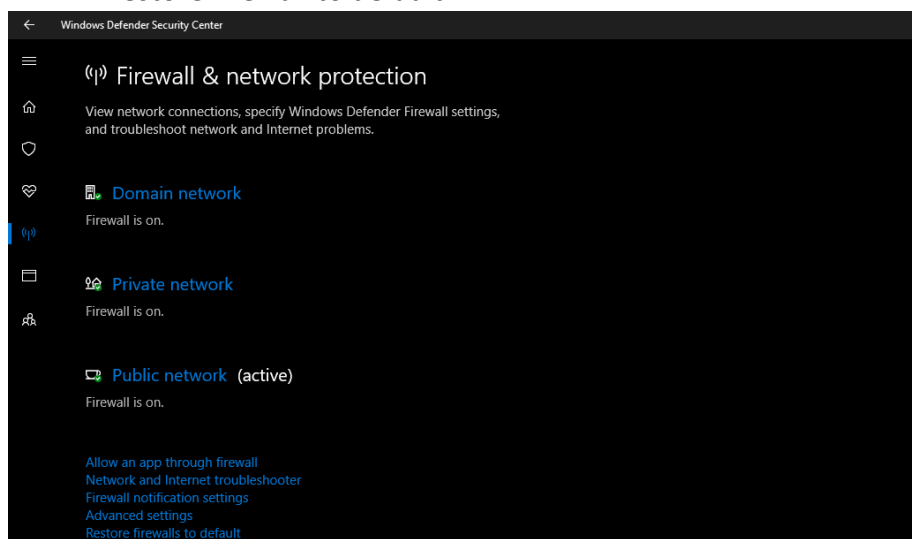 Windows Defender Security Center
Firewall & network protection
View network connections, specify Windows Defender Firewall settings,
and troubleshoot network and Internet problems.
Domain network
Firewall is on.
Private network
Firewall is on.
Public network (active)
Firewall is on.
Allow an app through firewall
Network and Internet troubleshooter
Firewall notification settings
Advanced settings
Restore firewalls to default